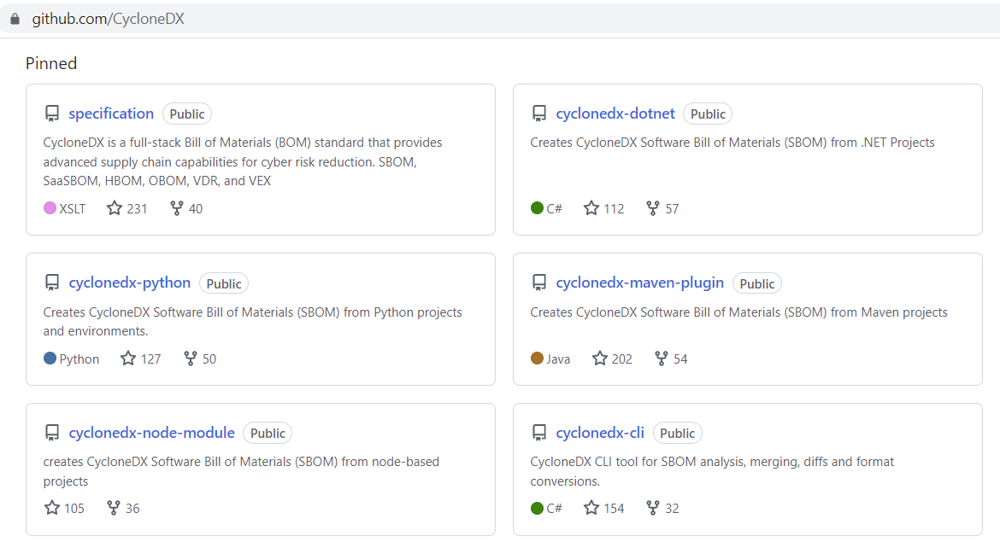 github.com/CycloneDX
Pinned
specification Public
CycloneDX is a full-stack Bill of Materials (BOM) standard that provides
advanced supply chain capabilities for cyber risk reduction. SBOM,
SaaSBOM, HBOM, OBOM, VDR, and VEX
XSLT 231 40
cyclonedx-dotnet Public
Creates CycloneDX Software Bill of Materials (SBOM) from .NET Projects
C# 112 57
cyclonedx-python Public
Creates CycloneDX Software Bill of Materials (SBOM) from Python projects
and environments.
Python 127 50
cyclonedx-maven-plugin Public
Creates CycloneDX Software Bill of Materials (SBOM) from Maven projects
Java 202 54
cyclonedx-node-module Public
creates CycloneDX Software Bill of Materials (SBOM) from node-based
projects
105 36
cyclonedx-cli Public
CycloneDX CLI tool for SBOM analysis, merging, diffs and format
conversions.
C# 154 32